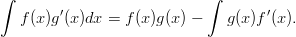 ∫ f(x)g′(x)dx = f(x)g(x) − ∫ g(x)f′(x).